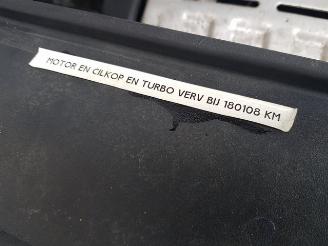 MOTOR EN CILKOP EN TURBO VERV BIJ 180108 KM